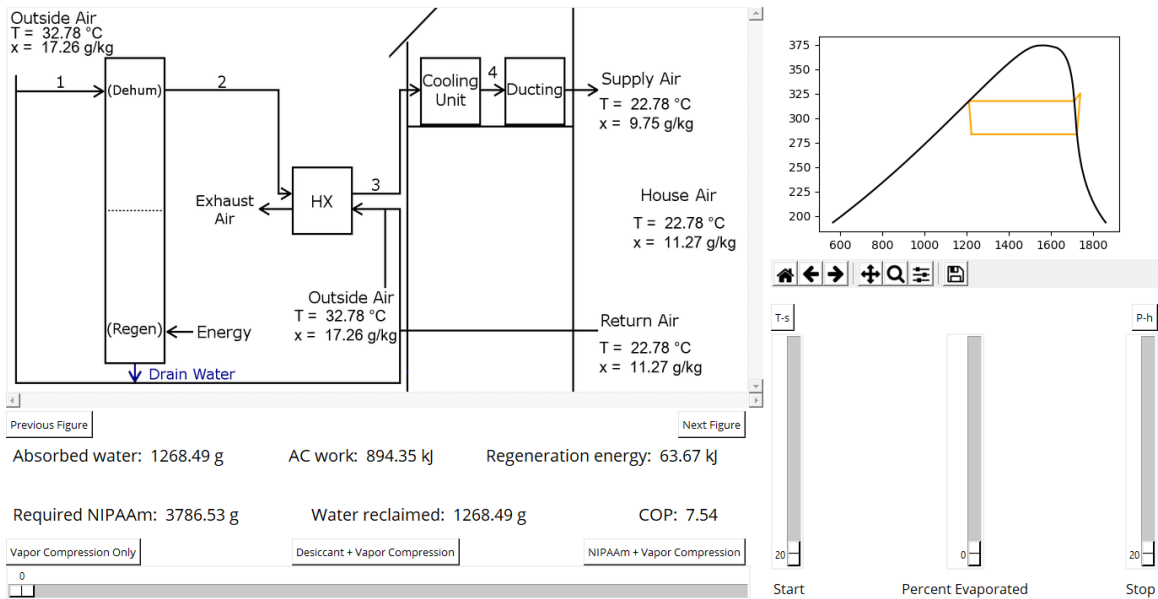 Outside Air
T =  32.78 °C
x =  17.26 g/kg
1
(Dehum)
2
Cooling
Unit
4
Ducting
Supply Air
T =  22.78 °C
x =  9.75 g/kg
Exhaust
Air
HX
3
House Air
T =  22.78 °C
x =  11.27 g/kg
Outside Air
T =  32.78 °C
x =  17.26 g/kg
(Regen)
Energy
Return Air
T =  22.78 °C
x =  11.27 g/kg
Drain Water
Previous Figure
Next Figure
Absorbed water:  1268.49 g
AC work:  894.35 kJ
Regeneration energy:  63.67 kJ
Required NIPAAm:  3786.53 g
Water reclaimed:  1268.49 g
COP:  7.54
Vapor Compression Only
Desiccant + Vapor Compression
NIPAAm + Vapor Compression
0
375
350
325
300
275
250
225
200
600 800 1000 1200 1400 1600 1800
T-s
P-h
20
0
20
Start
Percent Evaporated
Stop